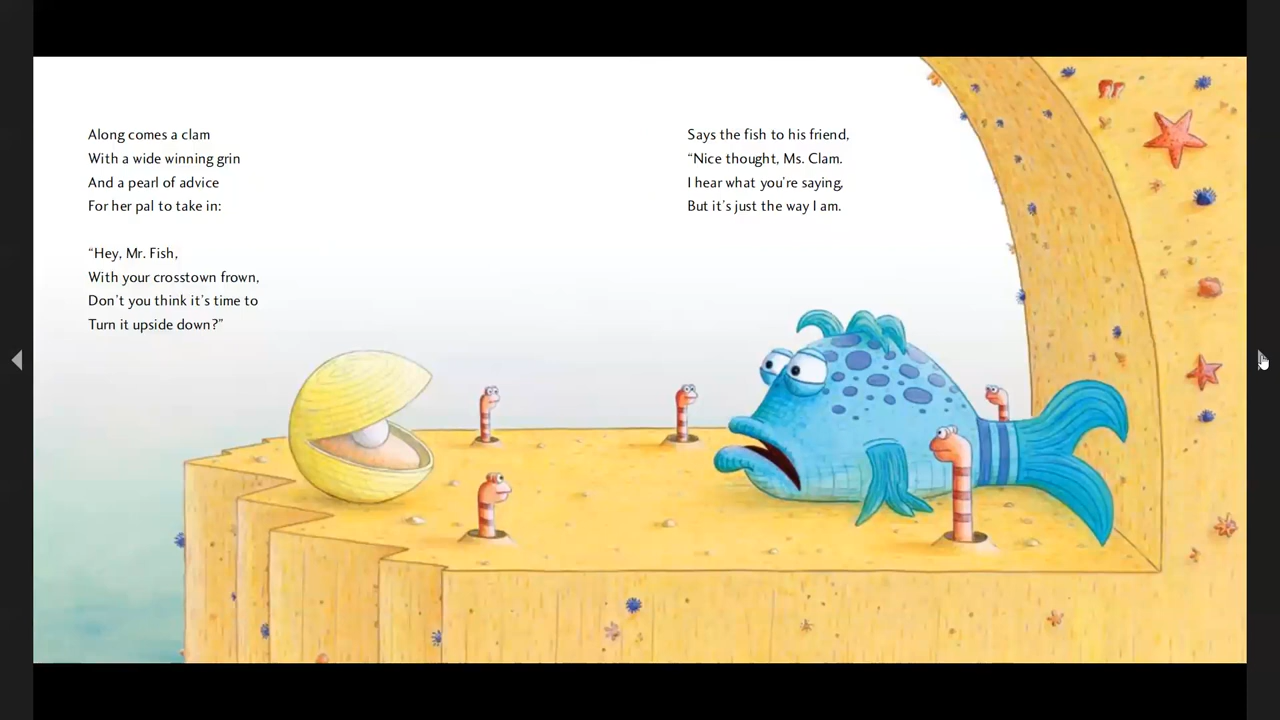 Along comes a clam
With a wide winning grin
And a pearl of advice
For her pal to take in:
“Hey, Mr. Fish,
With your crosstown frown,
Don’t you think it’s time to
Turn it upside down?”
Says the fish to his friend,
“Nice thought, Ms. Clam.
I hear what you’re saying,
But it’s just the way I am.